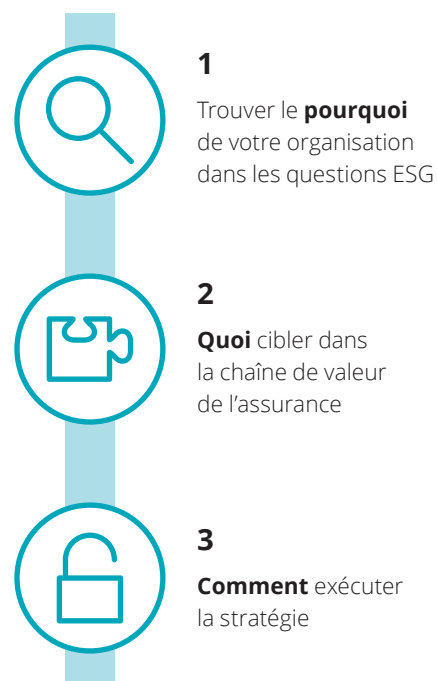 1
Trouver le pourquoi
de votre organisation
dans les questions ESG
2
Quoi cibler dans
la chaîne de valeur
de l’assurance
3
Comment exécuter
la stratégie